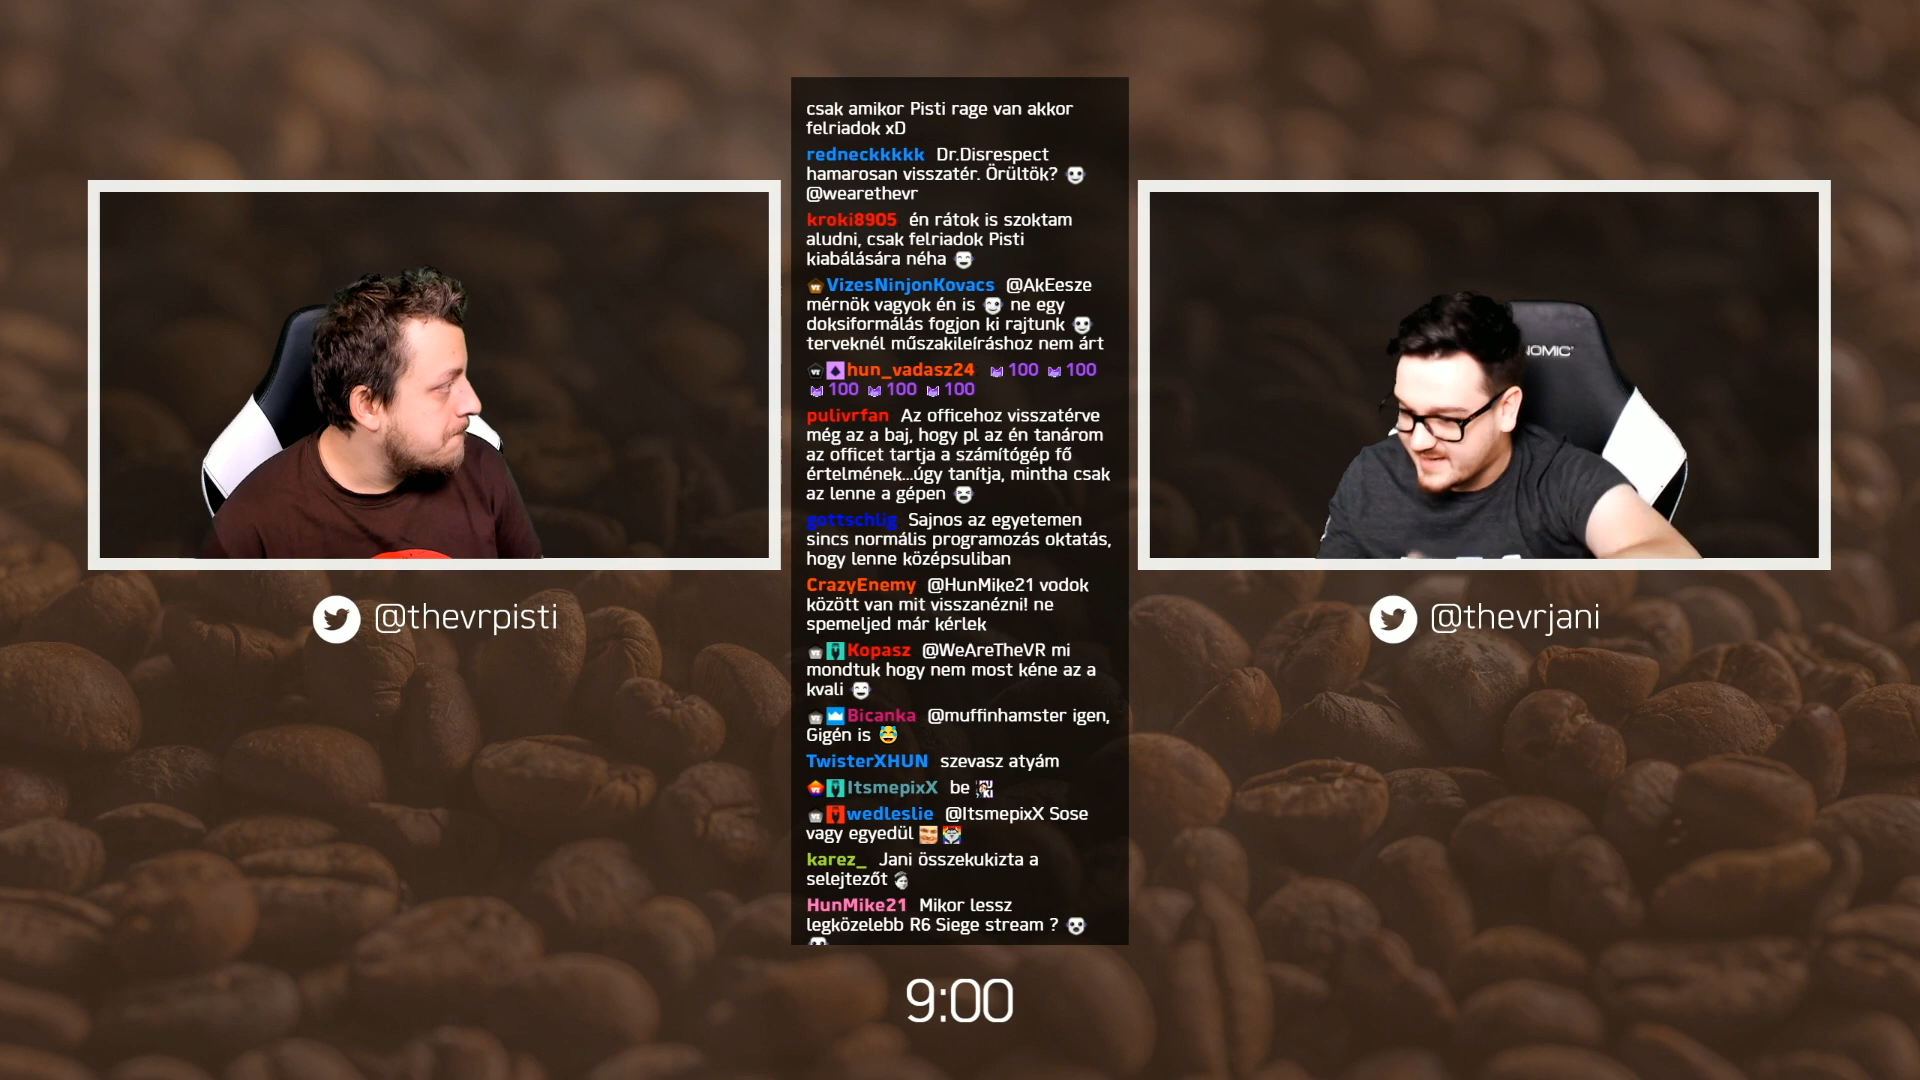 csak amikor Pisti rage van akkor
felriadok xD
redneckkkkk Dr.Disrespect
hamarosan visszatér. Örültök?
@wearethevr
kroki8905 én rátok is szoktam
aludni, csak felriadok Pisti
kiabálására néha
VizesNinjonKovacs @AkEesze
mérnök vagyok én is ne egy
doksiformálás fogjon ki rajtunk
terveknél műszakileíráshoz nem árt
hun_vadasz24 100 100
100 100 100
pulivrfan Az officehoz visszatérve
még az a baj, hogy pl az én tanárom
az officet tartja a számítógép fő
értelmének...úgy tanítja, mintha csak
az lenne a gépen
gottschlig Sajnos az egyetemen
sincs normális programozás oktatás,
hogy lenne középsuliban
CrazyEnemy @HunMike21 vodok
között van mit visszanézni! ne
spemeljed már kérlek
Kopasz @WeAreTheVR mi
mondtuk hogy nem most kéne az a
kvali
Bicanka @muffinhamster igen,
Gigén is
TwisterXHUN szevasz atyám
ItsmepixX be
wedleslie @ItsmepixX Sose
vagy egyedül
karez_ Jani összekukizta a
selejtezőt
HunMike21 Mikor lessz
legközelebb R6 Siege stream ?
NOMIC
@thevrpisti
@thevrjani
9:00